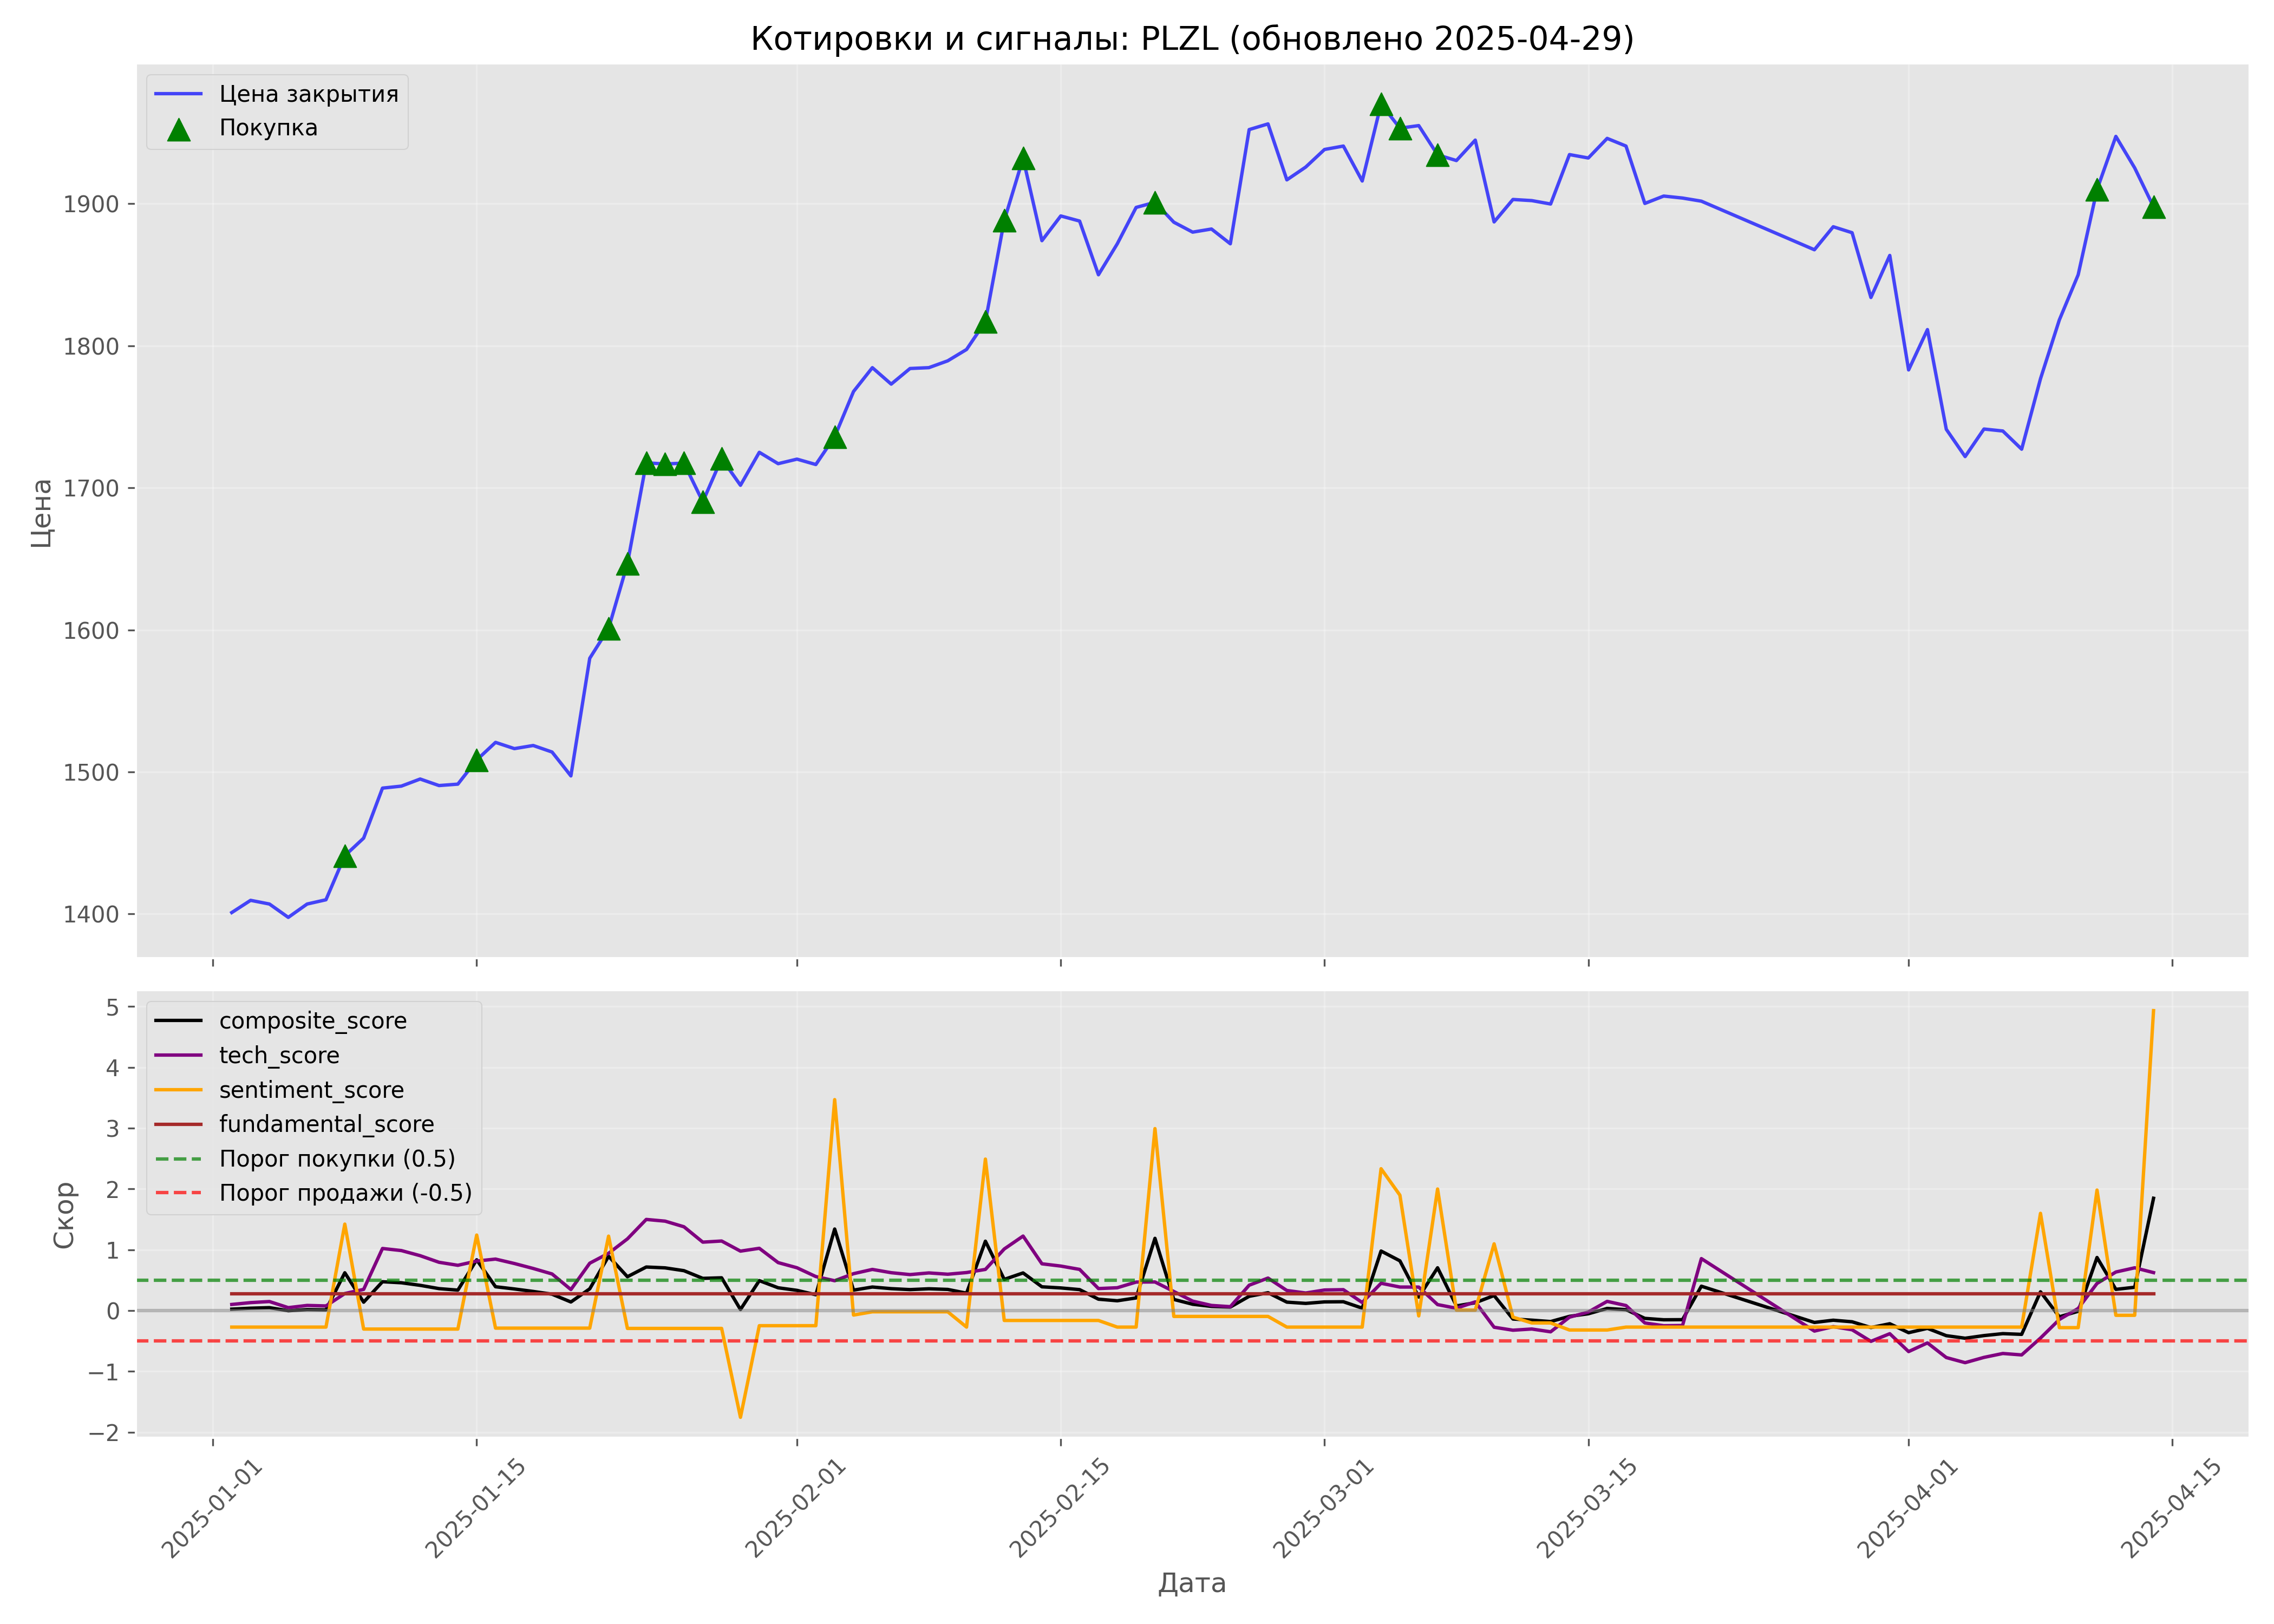 Котировки и сигналы: PLZL (обновлено 2025-04-29)
Цена закрытия
Покупка
Цена
1900
1800
1700
1600
1500
1400
composite_score
tech_score
sentiment_score
fundamental_score
Порог покупки (0.5)
Порог продажи (-0.5)
Скор
5
4
3
2
1
0
−1
−2
2025-01-01
2025-01-15
2025-02-01
2025-02-15
2025-03-01
2025-03-15
2025-04-01
2025-04-15
Дата